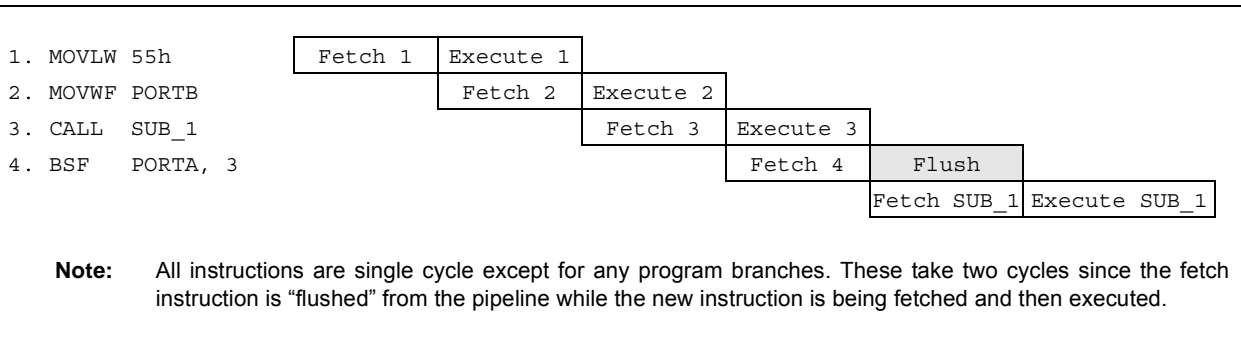 1. MOVLW 55h Fetch 1 Execute 1
2. MOVWF PORTB Fetch 2 Execute 2
3. CALL SUB_1 Fetch 3 Execute 3
4. BSF PORTA, 3 Fetch 4 Flush
Fetch SUB_1 Execute SUB_1
Note: All instructions are single cycle except for any program branches. These take two cycles since the fetch
instruction is “flushed” from the pipeline while the new instruction is being fetched and then executed.